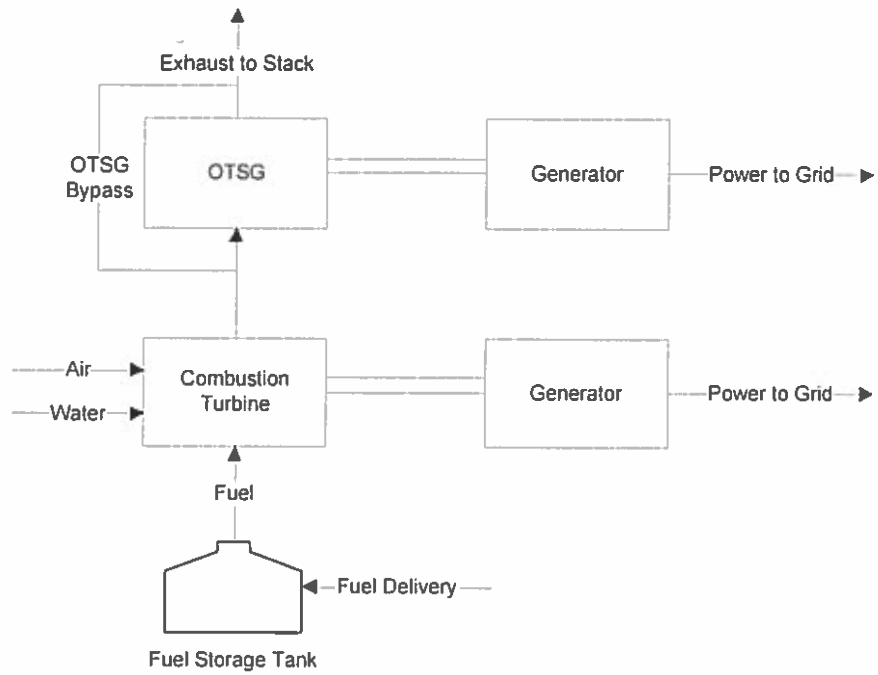 Exhaust to Stack
OTSG
Bypass
OTSG
Generator
Power to Grid
Air
Water
Combustion
Turbine
Generator
Power to Grid
Fuel
Fuel Delivery
Fuel Storage Tank